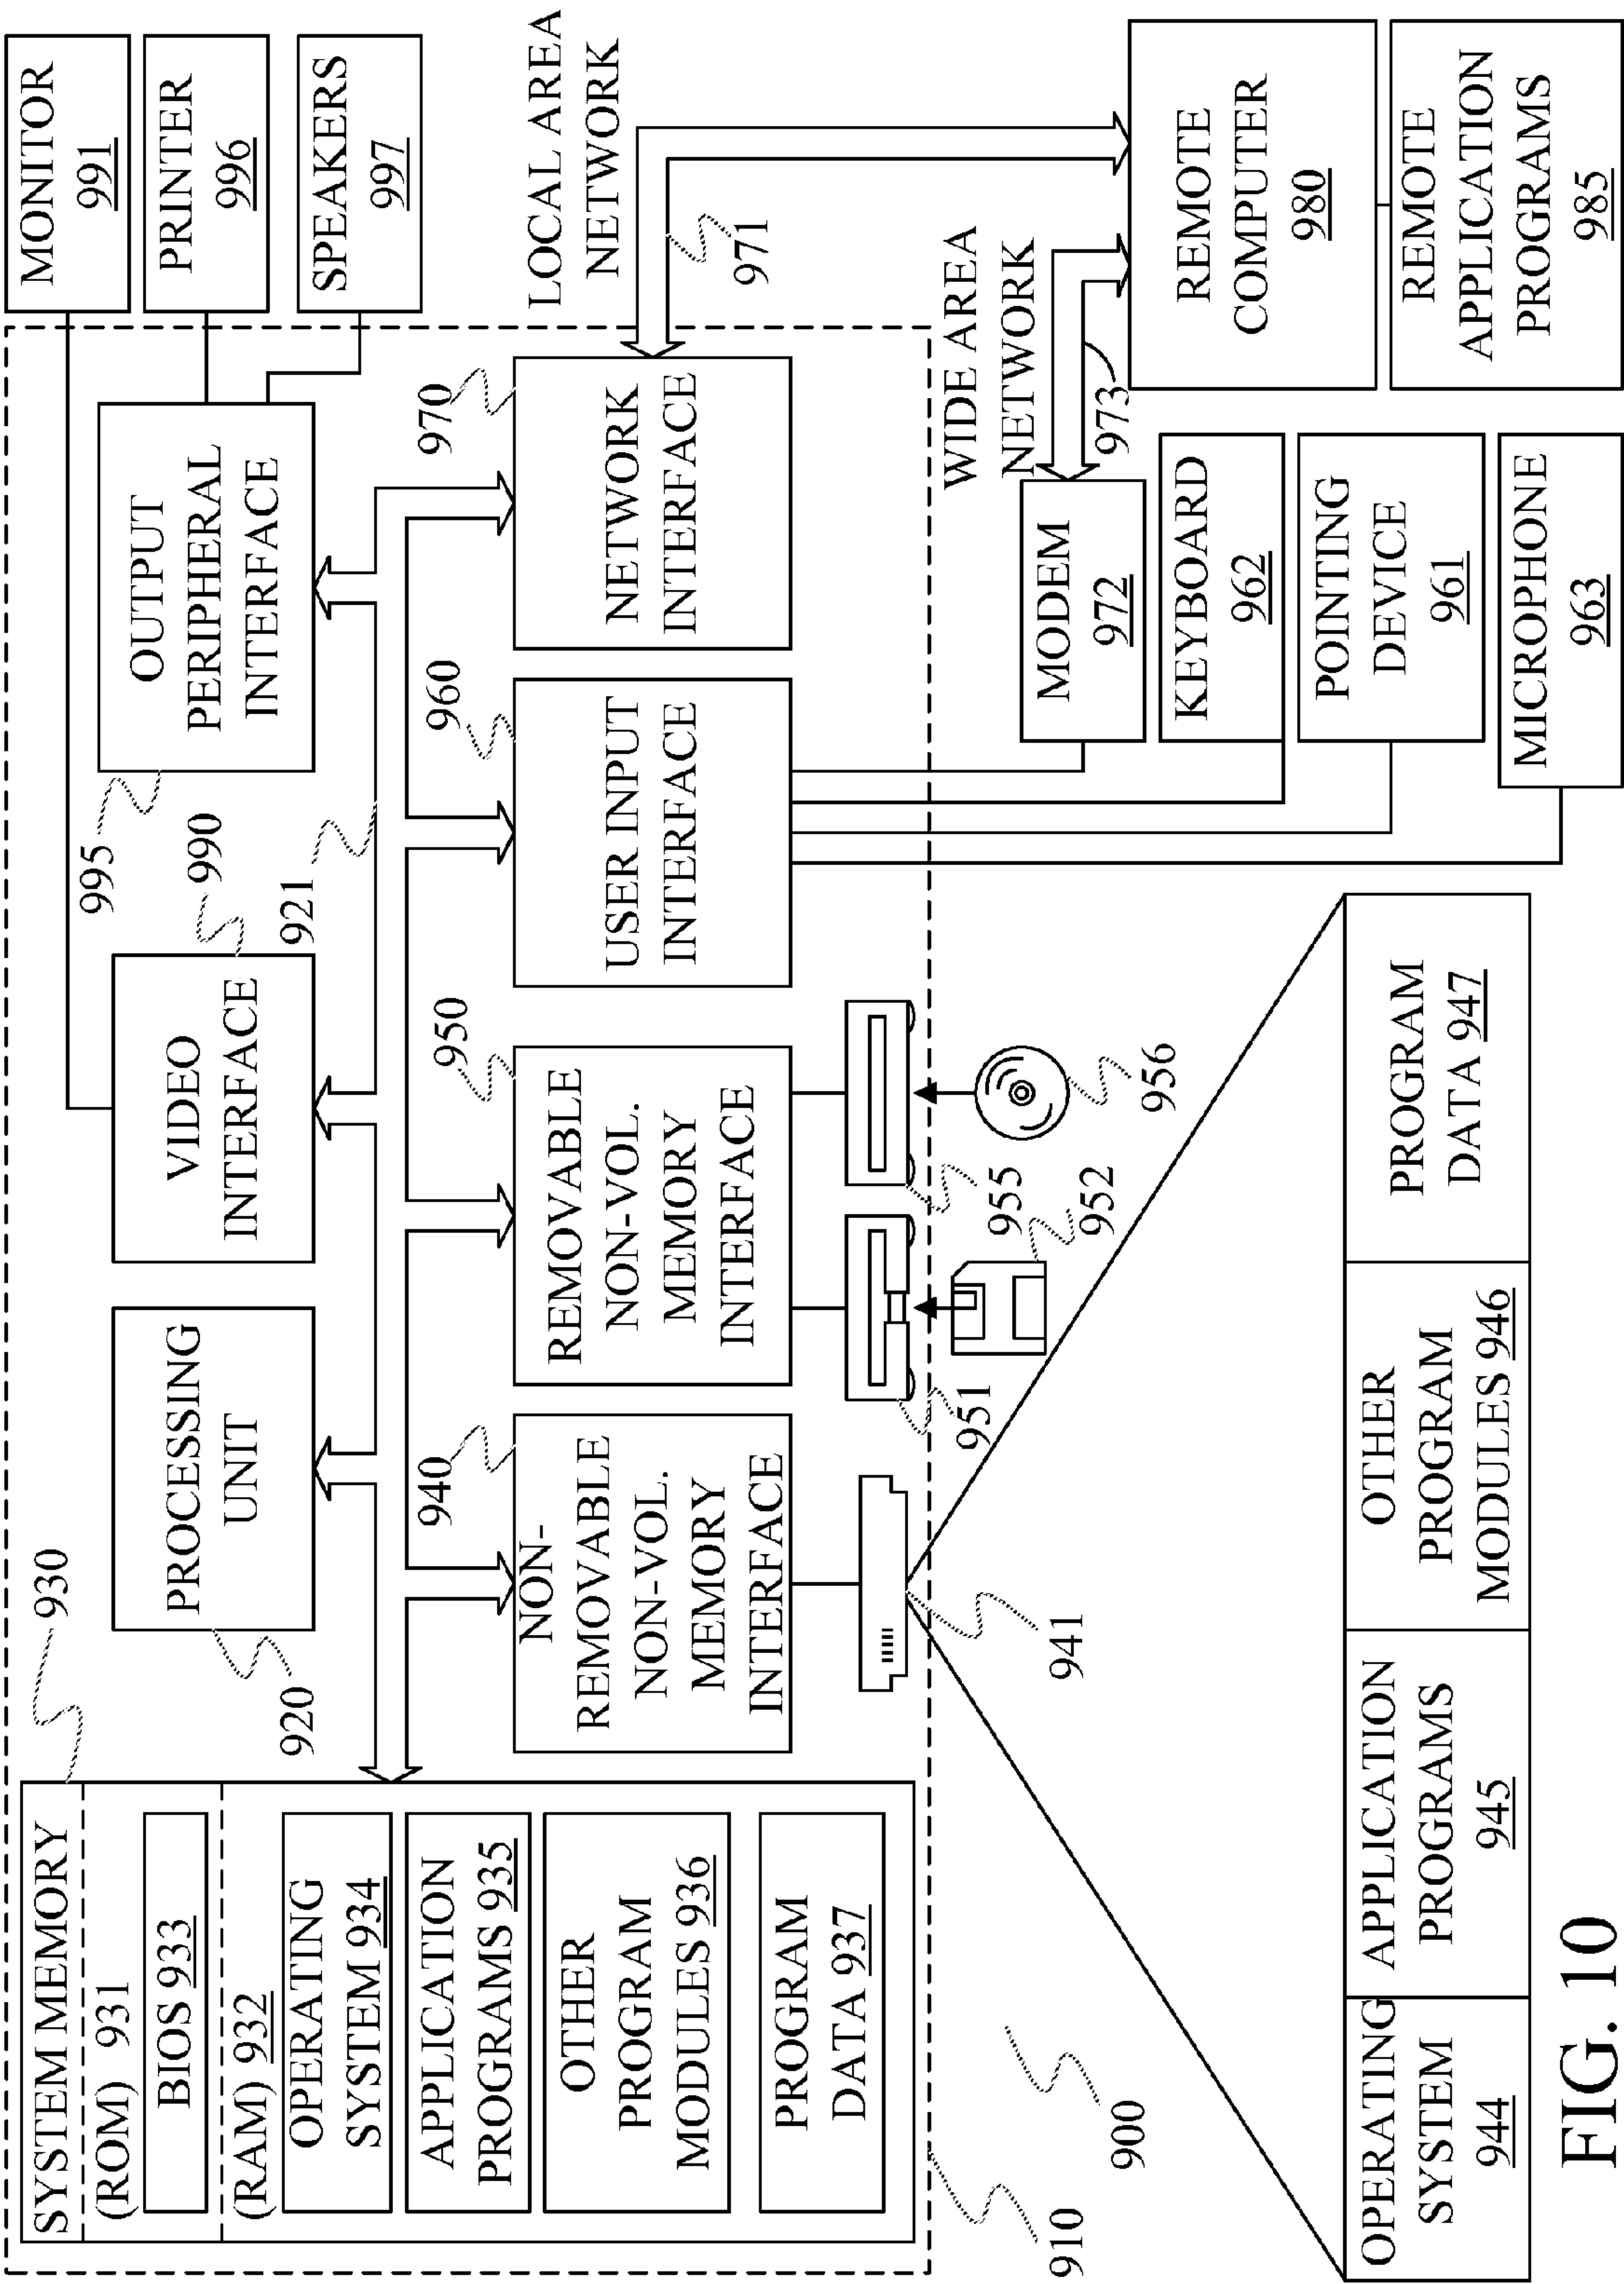 SYSTEM MEMORY
(ROM) 931
BIOS 933
(RAM) 932
OPERATING
SYSTEM 934
APPLICATION
PROGRAMS 935
OTHER
PROGRAM
MODULES 936
PROGRAM
DATA 937
930
PROCESSING
UNIT
920
VIDEO
INTERFACE
990
921
OUTPUT
PERIPHERAL
INTERFACE
995
MONITOR
991
PRINTER
996
SPEAKERS
997
NON-
REMOVABLE
NON-VOL.
MEMORY
INTERFACE
940
REMOVABLE
NON-VOL.
MEMORY
INTERFACE
950
USER INPUT
INTERFACE
960
NETWORK
INTERFACE
970
LOCAL AREA
NETWORK
971
WIDE AREA
NETWORK
973
941
951
952
955
956
910
900
MODEM
972
KEYBOARD
962
POINTING
DEVICE
961
MICROPHONE
963
REMOTE
COMPUTER
980
REMOTE
APPLICATION
PROGRAMS
985
OPERATING
SYSTEM
944
APPLICATION
PROGRAMS
945
OTHER
PROGRAM
MODULES 946
PROGRAM
DATA 947
FIG. 10